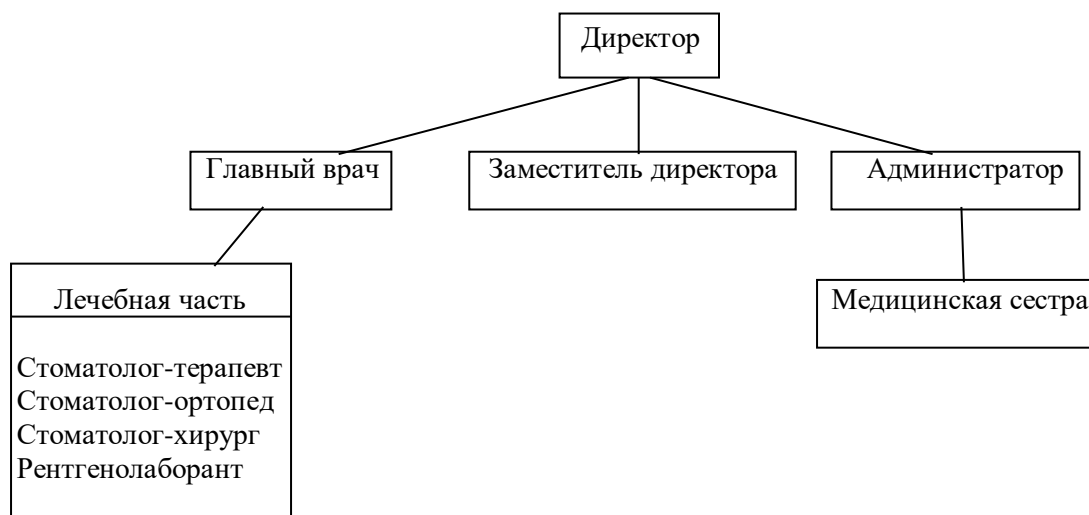 Директор
Главный врач
Заместитель директора
Администратор
Лечебная часть
Медицинская сестра
Стоматолог-терапевт
Стоматолог-ортопед
Стоматолог-хирург
Рентгенолаборант